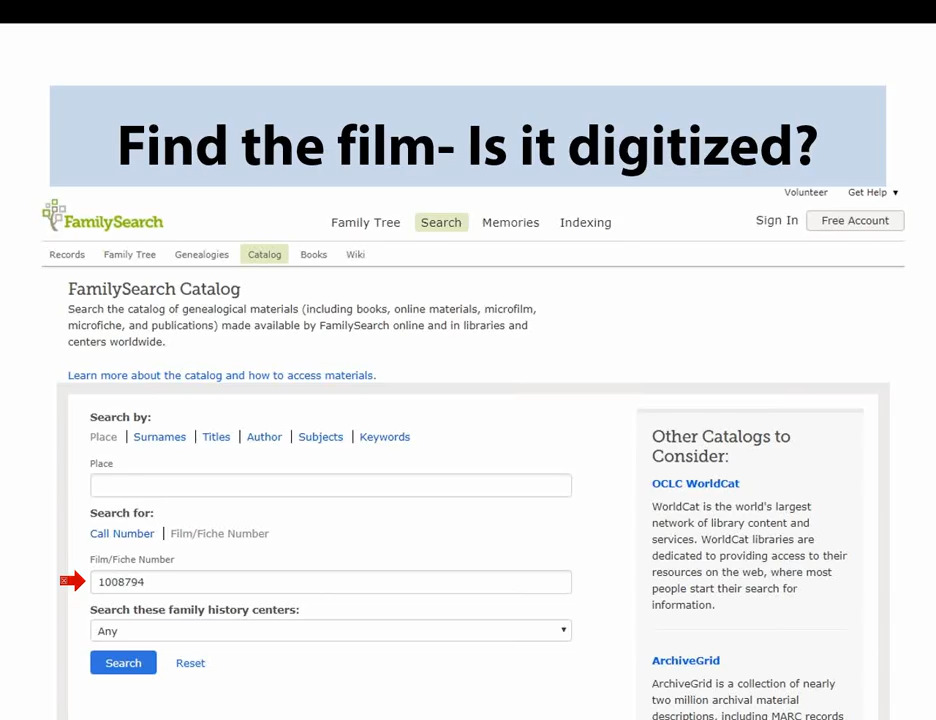 Find the film- Is it digitized?
Volunteer Get Help
FamilySearch
Family Tree Search Memories Indexing
Sign In Free Account
Records Family Tree Genealogies Catalog Books Wiki
FamilySearch Catalog
Search the catalog of genealogical materials (including books, online materials, microfilm,
microfiche, and publications) made available by FamilySearch online and in libraries and
centers worldwide.
Learn more about the catalog and how to access materials.
Search by:
Place | Surnames | Titles | Author | Subjects | Keywords
Place
Search for:
Call Number | Film/Fiche Number
Film/Fiche Number
1008794
Search these family history centers:
Any
Search Reset
Other Catalogs to
Consider:
OCLC WorldCat
WorldCat is the world's largest
network of library content and
services. WorldCat libraries are
dedicated to providing access to their
resources on the web, where most
people start their search for
information.
ArchiveGrid
ArchiveGrid is a collection of nearly
two million archival material
descriptions, including MARC records